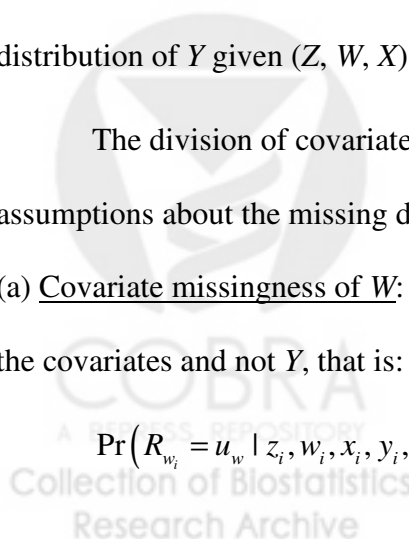 distribution of Y given (Z, W, X)
The division of covariate
assumptions about the missing d
(a) Covariate missingness of W:
the covariates and not Y, that is:
COBRA
A BEPRESS REPOSITORY
Pr(R_{w_i} = u_w | z_i, w_i, x_i, y_i,
Collection of Biostatistics
Research Archive